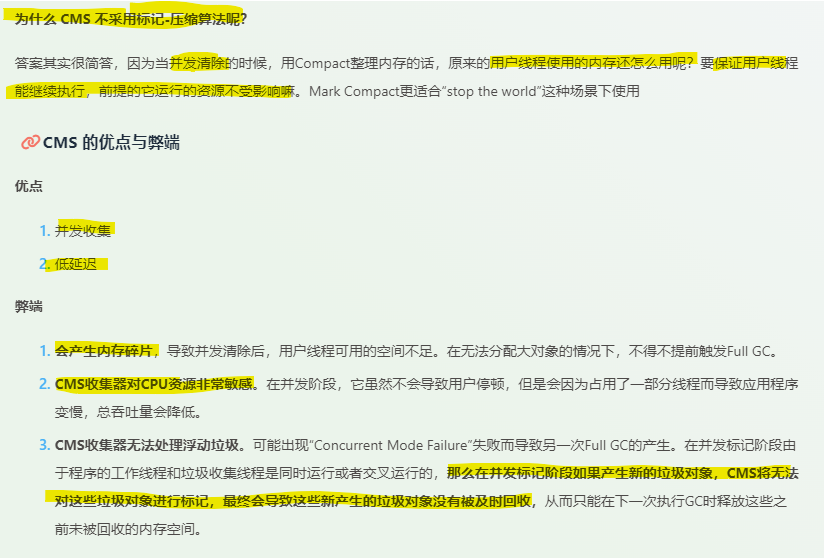 为什么 CMS 不采用标记-压缩算法呢？
答案其实很简答，因为当并发清除的时候，用Compact整理内存的话，原来的用户线程使用的内存还怎么用呢？要保证用户线程
能继续执行，前提的它运行的资源不受影响嘛。Mark Compact更适合“stop the world”这种场景下使用
CMS 的优点与弊端
优点
1. 并发收集
2. 低延迟
弊端
1. 会产生内存碎片，导致并发清除后，用户线程可用的空间不足。在无法分配大对象的情况下，不得不提前触发Full GC。
2. CMS收集器对CPU资源非常敏感。在并发阶段，它虽然不会导致用户停顿，但是会因为占用了一部分线程而导致应用程序
变慢，总吞吐量会降低。
3. CMS收集器无法处理浮动垃圾。可能出现“Concurrent Mode Failure”失败而导致另一次Full GC的产生。在并发标记阶段由
于程序的工作线程和垃圾收集线程是同时运行或者交叉运行的，那么在并发标记阶段如果产生新的垃圾对象，CMS将无法
对这些垃圾对象进行标记，最终会导致这些新产生的垃圾对象没有被及时回收，从而只能在下一次执行GC时释放这些之
前未被回收的内存空间。